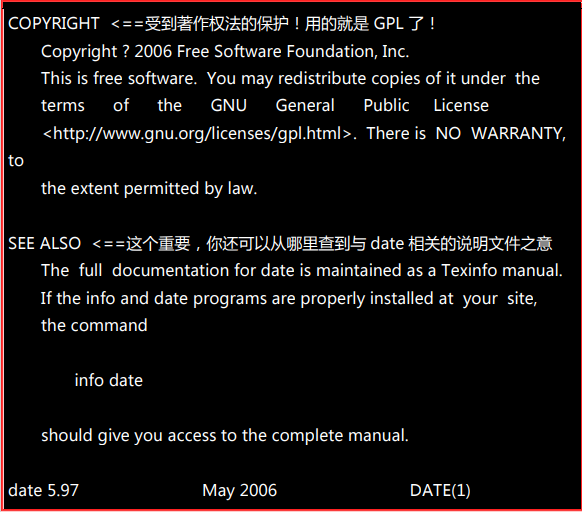 COPYRIGHT <==受到著作权法的保护！用的就是 GPL 了！
Copyright ? 2006 Free Software Foundation, Inc.
This is free software. You may redistribute copies of it under the
terms of the GNU General Public License
<http://www.gnu.org/licenses/gpl.html>. There is NO WARRANTY,
to
the extent permitted by law.
SEE ALSO <==这个重要，你还可以从哪里查到与 date 相关的说明文件之意
The full documentation for date is maintained as a Texinfo manual.
If the info and date programs are properly installed at your site,
the command
info date
should give you access to the complete manual.
date 5.97 May 2006 DATE(1)